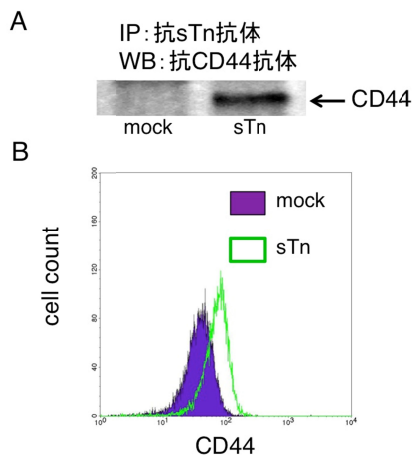 A
IP：抗sTn抗体
WB：抗CD44抗体
CD44
mock sTn
B
200
160
120
80
40
0
cell count
mock
sTn
10⁰ 10¹ 10² 10³ 10⁴
CD44